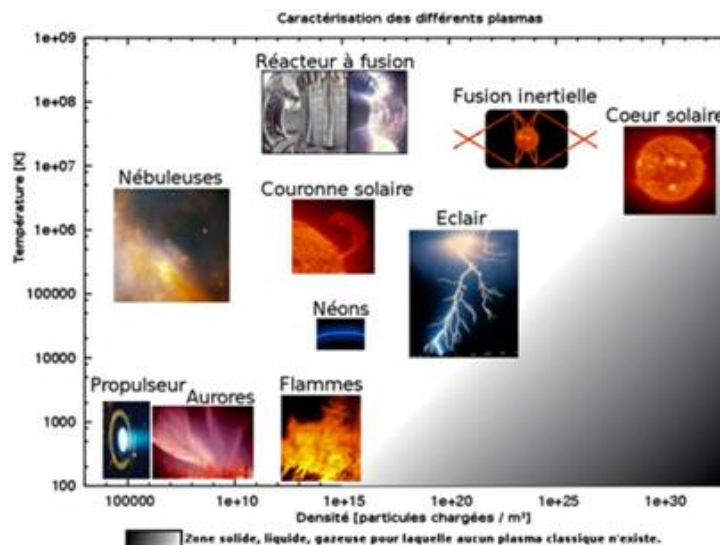 Caractérisation des différents plasmas
1e+09
1e+08
1e+07
1e+06
100000
10000
1000
100
Température [K]
Réacteur à fusion
Fusion inertielle
Coeur solaire
Nébuleuses
Couronne solaire
Eclair
Néons
Propulseur
Aurores
Flammes
100000 1e+10 1e+15 1e+20 1e+25 1e+30
Densité [particules chargées / m³]
Zone solide, liquide, gazeuse pour laquelle aucun plasma classique n'existe.